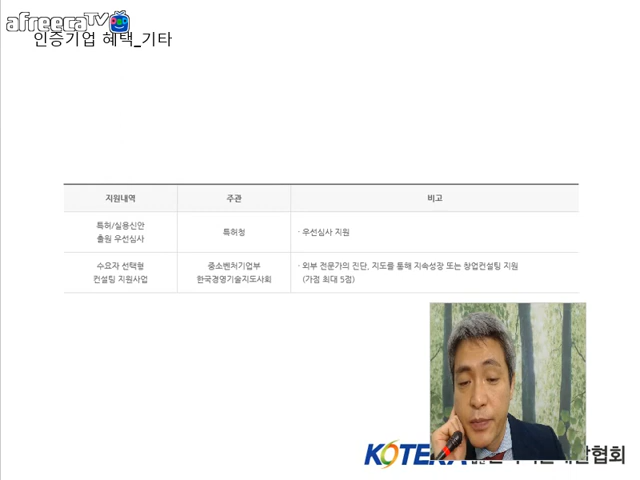 afreecaTV
인증기업 혜택_기타
지원내역 주관 비고
특허/실용신안
출원 우선심사
특허청
· 우선심사 지원
수요자 선택형
컨설팅 지원사업
중소벤처기업부
한국경영기술지도사회
· 외부 전문가의 진단, 지도를 통해 지속성장 또는 창업컨설팅 지원
(가점 최대 5점)
협회